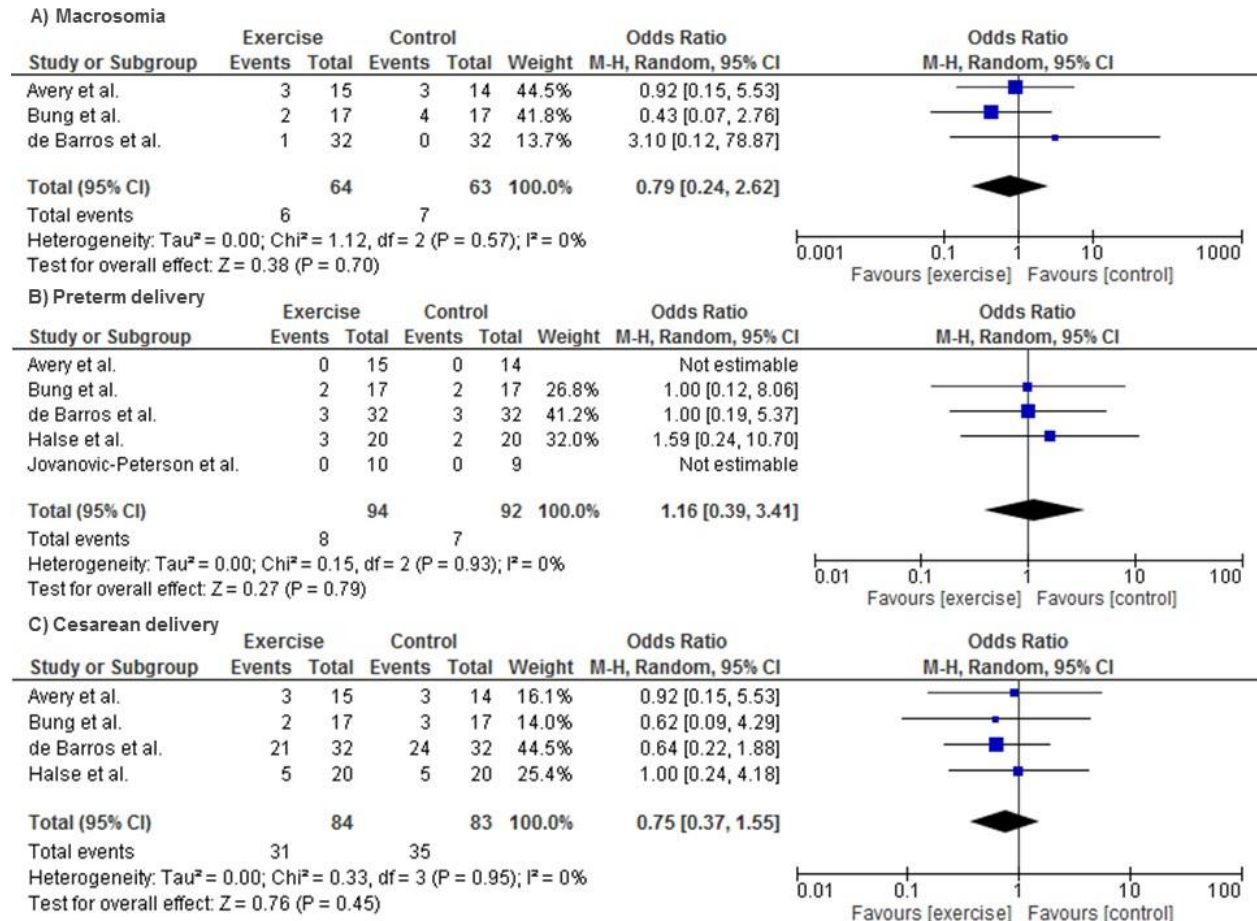 A) Macrosomia
Exercise Control Odds Ratio Odds Ratio
Study or Subgroup Events Total Events Total Weight M-H, Random, 95% CI M-H, Random, 95% CI
Avery et al. 3 15 3 14 44.5% 0.92 [0.15, 5.53]
Bung et al. 2 17 4 17 41.8% 0.43 [0.07, 2.76]
de Barros et al. 1 32 0 32 13.7% 3.10 [0.12, 78.87]
Total (95% CI) 64 63 100.0% 0.79 [0.24, 2.62]
Total events 6 7
Heterogeneity: Tau² = 0.00; Chi² = 1.12, df = 2 (P = 0.57); I² = 0%
Test for overall effect: Z = 0.38 (P = 0.70)
0.001 0.1 1 10 1000
Favours [exercise] Favours [control]
B) Preterm delivery
Exercise Control Odds Ratio Odds Ratio
Study or Subgroup Events Total Events Total Weight M-H, Random, 95% CI M-H, Random, 95% CI
Avery et al. 0 15 0 14 Not estimable
Bung et al. 2 17 2 17 26.8% 1.00 [0.12, 8.06]
de Barros et al. 3 32 3 32 41.2% 1.00 [0.19, 5.37]
Halse et al. 3 20 2 20 32.0% 1.59 [0.24, 10.70]
Jovanovic-Peterson et al. 0 10 0 9 Not estimable
Total (95% CI) 94 92 100.0% 1.16 [0.39, 3.41]
Total events 8 7
Heterogeneity: Tau² = 0.00; Chi² = 0.15, df = 2 (P = 0.93); I² = 0%
Test for overall effect: Z = 0.27 (P = 0.79)
0.01 0.1 1 10 100
Favours [exercise] Favours [control]
C) Cesarean delivery
Exercise Control Odds Ratio Odds Ratio
Study or Subgroup Events Total Events Total Weight M-H, Random, 95% CI M-H, Random, 95% CI
Avery et al. 3 15 3 14 16.1% 0.92 [0.15, 5.53]
Bung et al. 2 17 3 17 14.0% 0.62 [0.09, 4.29]
de Barros et al. 21 32 24 32 44.5% 0.64 [0.22, 1.88]
Halse et al. 5 20 5 20 25.4% 1.00 [0.24, 4.18]
Total (95% CI) 84 83 100.0% 0.75 [0.37, 1.55]
Total events 31 35
Heterogeneity: Tau² = 0.00; Chi² = 0.33, df = 3 (P = 0.95); I² = 0%
Test for overall effect: Z = 0.76 (P = 0.45)
0.01 0.1 1 10 100
Favours [exercise] Favours [control]